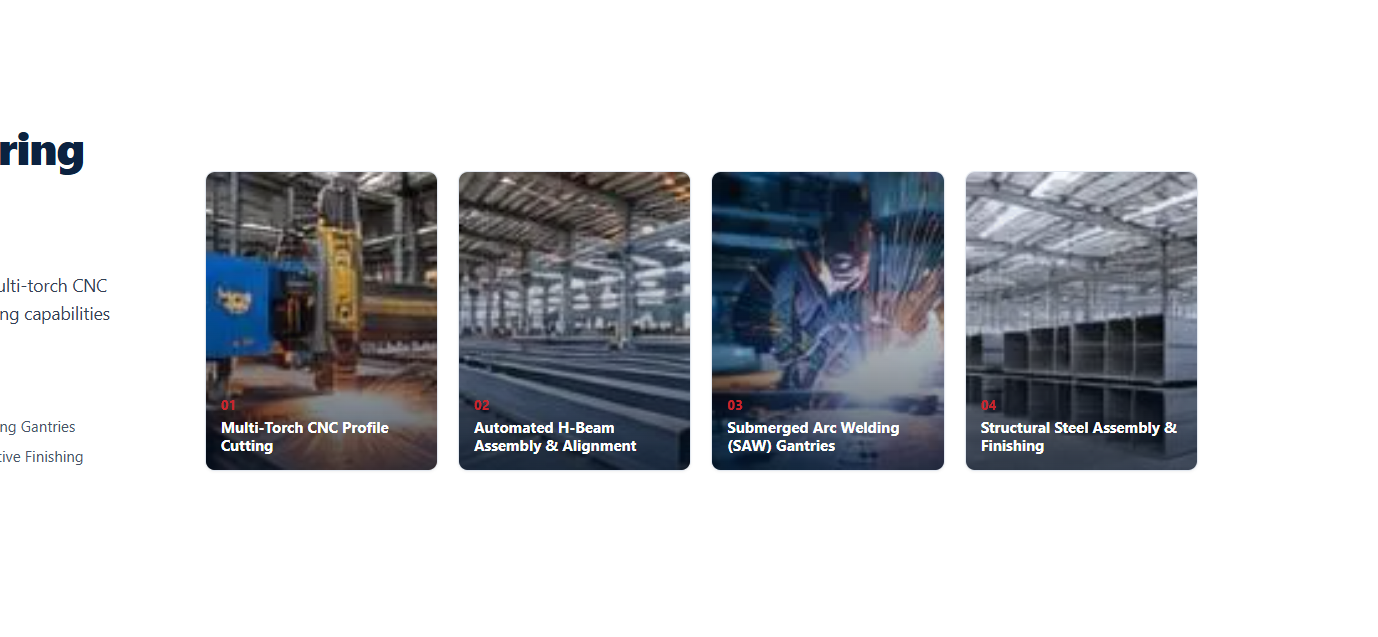 ring
ulti-torch CNC
ng capabilities
ng Gantries
tive Finishing
01
Multi-Torch CNC Profile
Cutting
02
Automated H-Beam
Assembly & Alignment
03
Submerged Arc Welding
(SAW) Gantries
04
Structural Steel Assembly &
Finishing